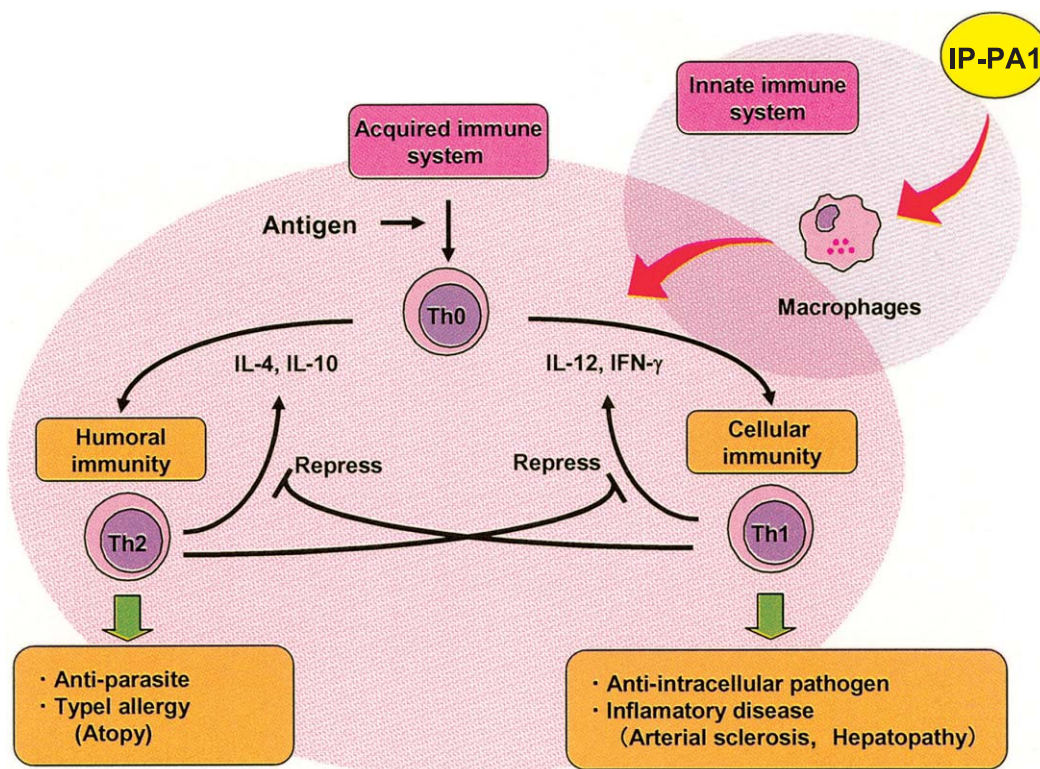 IP-PA1
Innate immune
system
Acquired immune
system
Antigen
Macrophages
Th0
IL-4, IL-10
IL-12, IFN-γ
Humoral
immunity
Cellular
immunity
Repress
Repress
Th2
Th1
・Anti-parasite
・TypeI allergy
(Atopy)
・Anti-intracellular pathogen
・Inflamatory disease
（Arterial sclerosis, Hepatopathy）